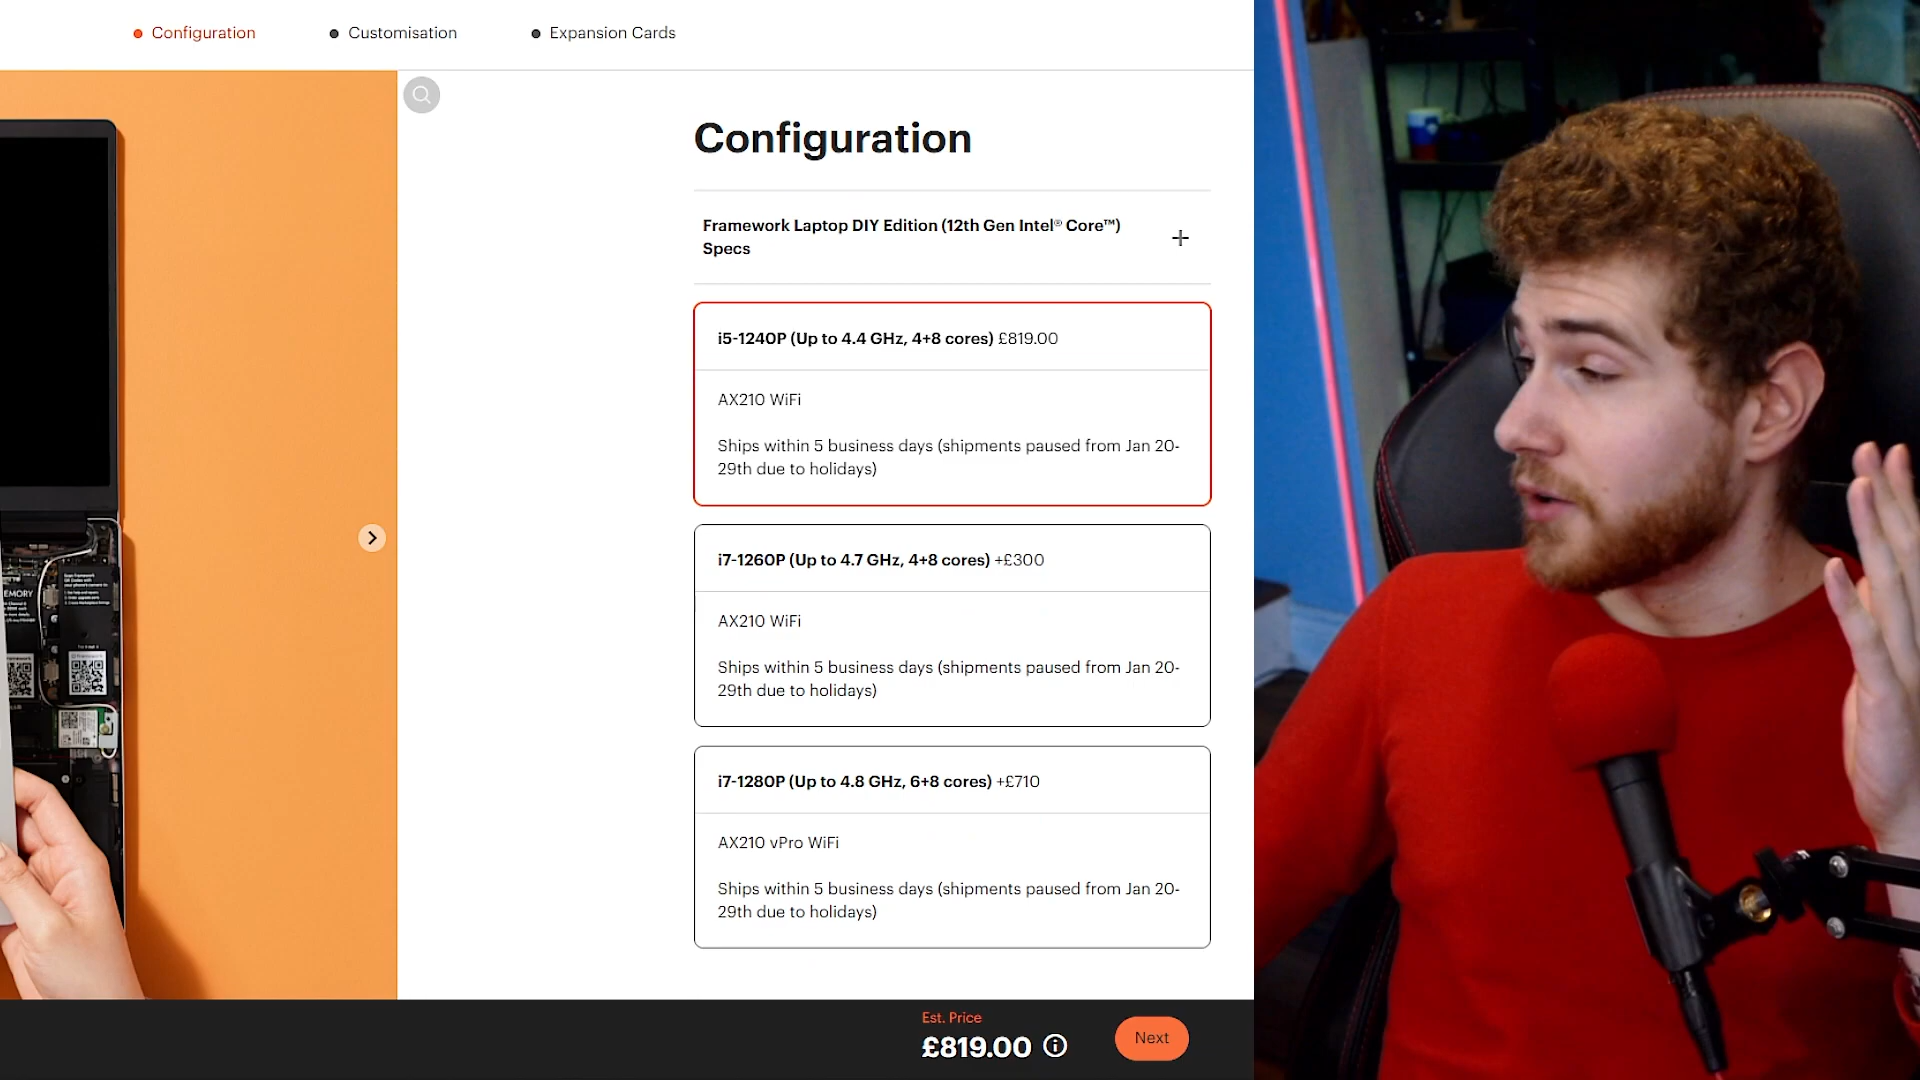 Configuration
Customisation
Expansion Cards
Configuration
Framework Laptop DIY Edition (12th Gen Intel® Core™)
Specs
i5-1240P (Up to 4.4 GHz, 4+8 cores) £819.00
AX210 WiFi
Ships within 5 business days (shipments paused from Jan 20-
29th due to holidays)
i7-1260P (Up to 4.7 GHz, 4+8 cores) +£300
AX210 WiFi
Ships within 5 business days (shipments paused from Jan 20-
29th due to holidays)
i7-1280P (Up to 4.8 GHz, 6+8 cores) +£710
AX210 vPro WiFi
Ships within 5 business days (shipments paused from Jan 20-
29th due to holidays)
Est. Price
£819.00
Next